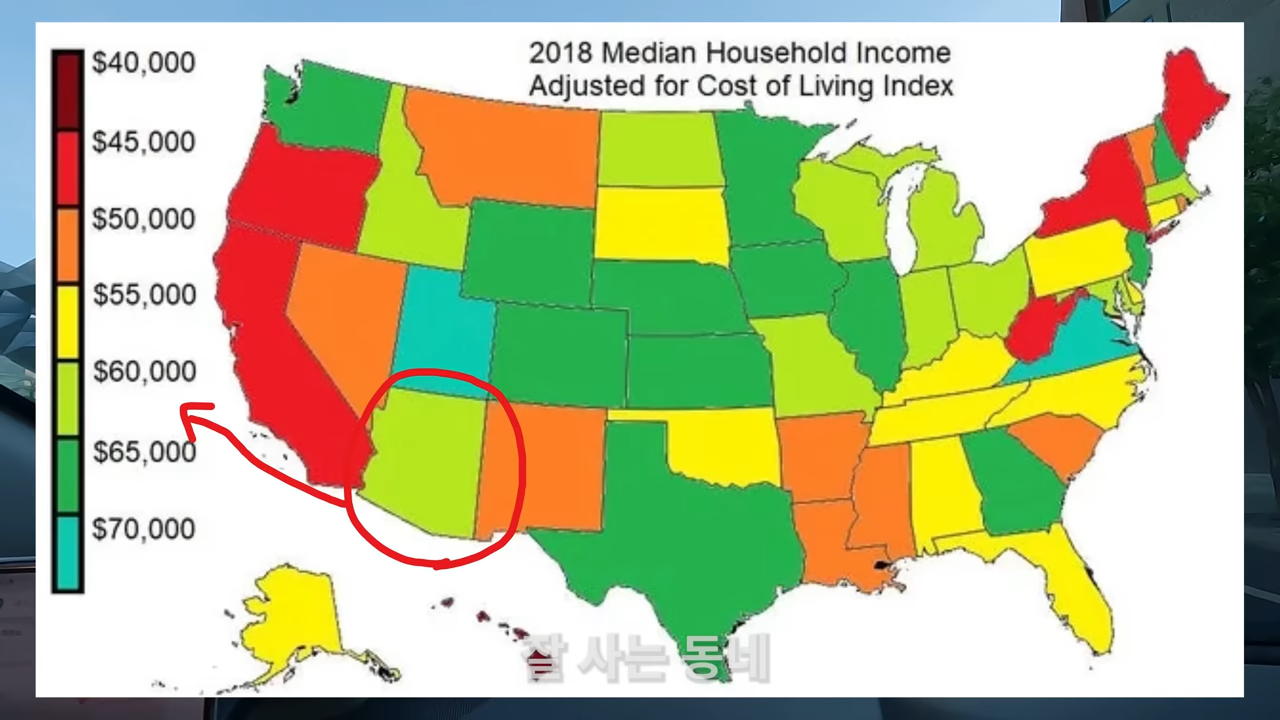 2018 Median Household Income
Adjusted for Cost of Living Index
$40,000
$45,000
$50,000
$55,000
$60,000
$65,000
$70,000
잘 사는 동네